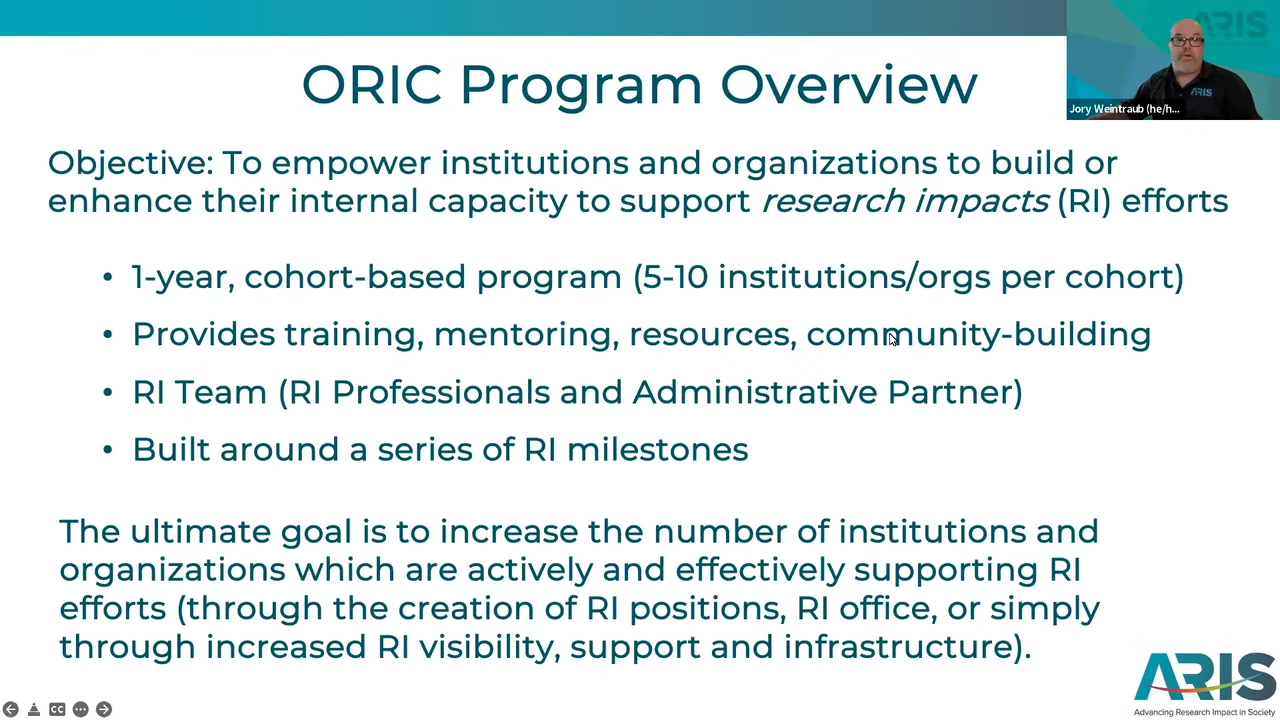 ORIC Program Overview
ARIS
ARIS
Jory Weintraub (he/h...
Objective: To empower institutions and organizations to build or
enhance their internal capacity to support research impacts (RI) efforts
• 1-year, cohort-based program (5-10 institutions/orgs per cohort)
• Provides training, mentoring, resources, community-building
• RI Team (RI Professionals and Administrative Partner)
• Built around a series of RI milestones
The ultimate goal is to increase the number of institutions and
organizations which are actively and effectively supporting RI
efforts (through the creation of RI positions, RI office, or simply
through increased RI visibility, support and infrastructure).
ARIS
Advancing Research Impact in Society
CC